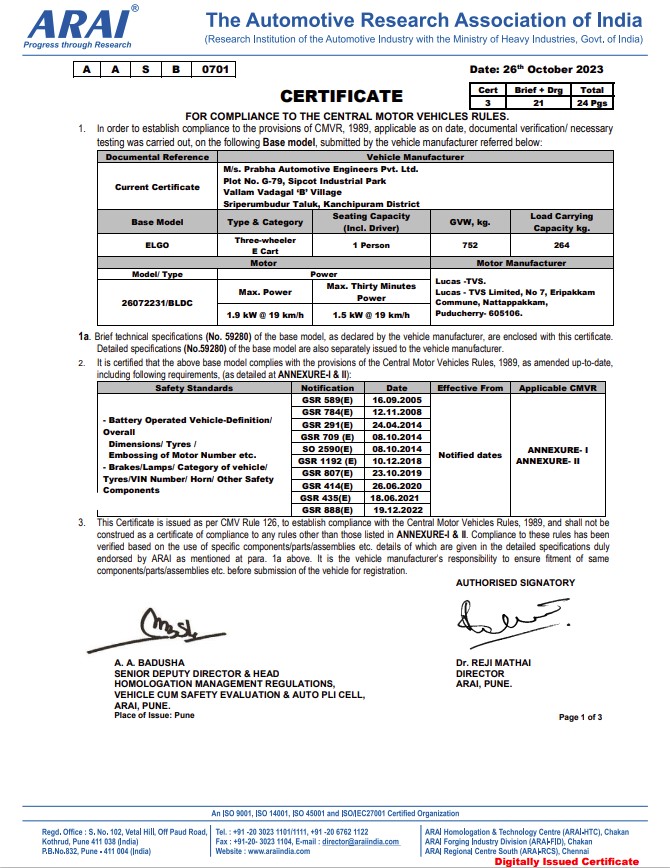 ARAI®
Progress through Research
The Automotive Research Association of India
(Research Institution of the Automotive Industry with the Ministry of Heavy Industries, Govt. of India)
A A S B 0701
Date: 26th October 2023
CERTIFICATE
Cert Brief + Drg Total
3 21 24 Pgs
FOR COMPLIANCE TO THE CENTRAL MOTOR VEHICLES RULES.
1. In order to establish compliance to the provisions of CMVR, 1989, applicable as on date, documental verification/ necessary
testing was carried out, on the following Base model, submitted by the vehicle manufacturer referred below:
Documental Reference Vehicle Manufacturer
Current Certificate
M/s. Prabha Automotive Engineers Pvt. Ltd.
Plot No. G-79, Sipcot Industrial Park
Vallam Vadagal 'B' Village
Sriperumbudur Taluk, Kanchipuram District
Base Model Type & Category Seating Capacity (Incl. Driver) GVW, kg. Load Carrying Capacity kg.
ELGO Three-wheeler E Cart 1 Person 752 264
Motor Motor Manufacturer
Model/ Type Power
Max. Power Max. Thirty Minutes Power
26072231/BLDC 1.9 kW @ 19 km/h 1.5 kW @ 19 km/h
Lucas -TVS.
Lucas - TVS Limited, No 7, Eripakkam
Commune, Nattappakkam,
Puducherry- 605106.
1a. Brief technical specifications (No. 59280) of the base model, as declared by the vehicle manufacturer, are enclosed with this certificate.
Detailed specifications (No.59280) of the base model are also separately issued to the vehicle manufacturer.
2. It is certified that the above base model complies with the provisions of the Central Motor Vehicles Rules, 1989, as amended up-to-date,
including following requirements, (as detailed at ANNEXURE-I & II):
Safety Standards Notification Date Effective From Applicable CMVR
- Battery Operated Vehicle-Definition/
Overall
Dimensions/ Tyres /
Embossing of Motor Number etc.
- Brakes/Lamps/ Category of vehicle/
Tyres/VIN Number/ Horn/ Other Safety
Components
GSR 589(E) 16.09.2005
GSR 784(E) 12.11.2008
GSR 291(E) 24.04.2014
GSR 709 (E) 08.10.2014
SO 2590(E) 08.10.2014
GSR 1192 (E) 10.12.2018
GSR 807(E) 23.10.2019
GSR 414(E) 26.06.2020
GSR 435(E) 18.06.2021
GSR 888(E) 19.12.2022
Notified dates
ANNEXURE- I
ANNEXURE- II
3. This Certificate is issued as per CMV Rule 126, to establish compliance with the Central Motor Vehicles Rules, 1989, and shall not be
construed as a certificate of compliance to any rules other than those listed in ANNEXURE-I & II. Compliance to these rules has been
verified based on the use of specific components/parts/assemblies etc. details of which are given in the detailed specifications duly
endorsed by ARAI as mentioned at para. 1a above. It is the vehicle manufacturer's responsibility to ensure fitment of same
components/parts/assemblies etc. before submission of the vehicle for registration.
AUTHORISED SIGNATORY
A. A. BADUSHA
SENIOR DEPUTY DIRECTOR & HEAD
HOMOLOGATION MANAGEMENT REGULATIONS,
VEHICLE CUM SAFETY EVALUATION & AUTO PLI CELL,
ARAI, PUNE.
Place of Issue: Pune
Dr. REJI MATHAI
DIRECTOR
ARAI, PUNE.
Page 1 of 3
An ISO 9001, ISO 14001, ISO 45001 and ISO/IEC27001 Certified Organization
Regd. Office : S. No. 102, Vetal Hill, Off Paud Road,
Kothrud, Pune 411 038 (India)
P.B.No.832, Pune - 411 004 (India)
Tel. : +91 -20 3023 1101/1111, +91 -20 6762 1122
Fax : +91-20- 3023 1104, E-mail : director@araiindia.com
Website : www.araiindia.com
ARAI Homologation & Technology Centre (ARAI-HTC), Chakan
ARAI Forging Industry Division (ARAI-FID), Chakan
ARAI Regional Centre South (ARAI-RCS), Chennai
Digitally Issued Certificate